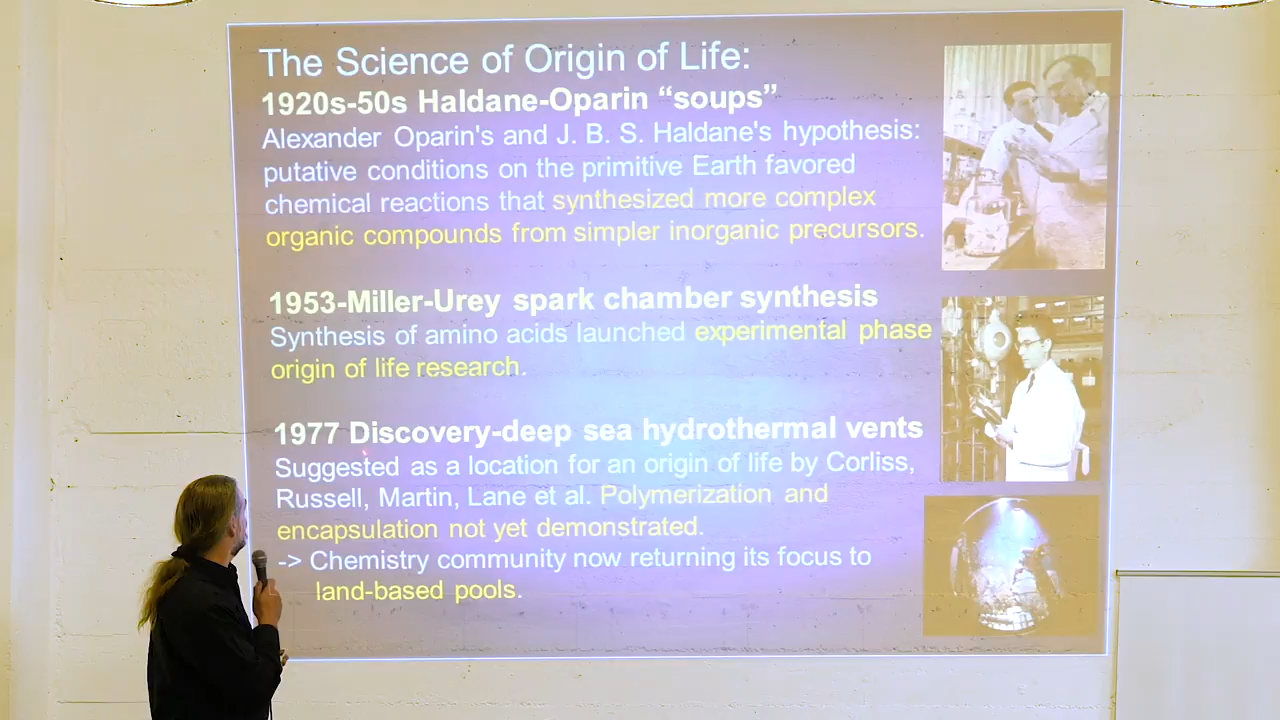 The Science of Origin of Life:
1920s-50s Haldane-Oparin “soups”
Alexander Oparin's and J. B. S. Haldane's hypothesis:
putative conditions on the primitive Earth favored
chemical reactions that synthesized more complex
organic compounds from simpler inorganic precursors.
1953-Miller-Urey spark chamber synthesis
Synthesis of amino acids launched experimental phase
origin of life research.
1977 Discovery-deep sea hydrothermal vents
Suggested as a location for an origin of life by Corliss,
Russell, Martin, Lane et al. Polymerization and
encapsulation not yet demonstrated.
-> Chemistry community now returning its focus to
land-based pools.